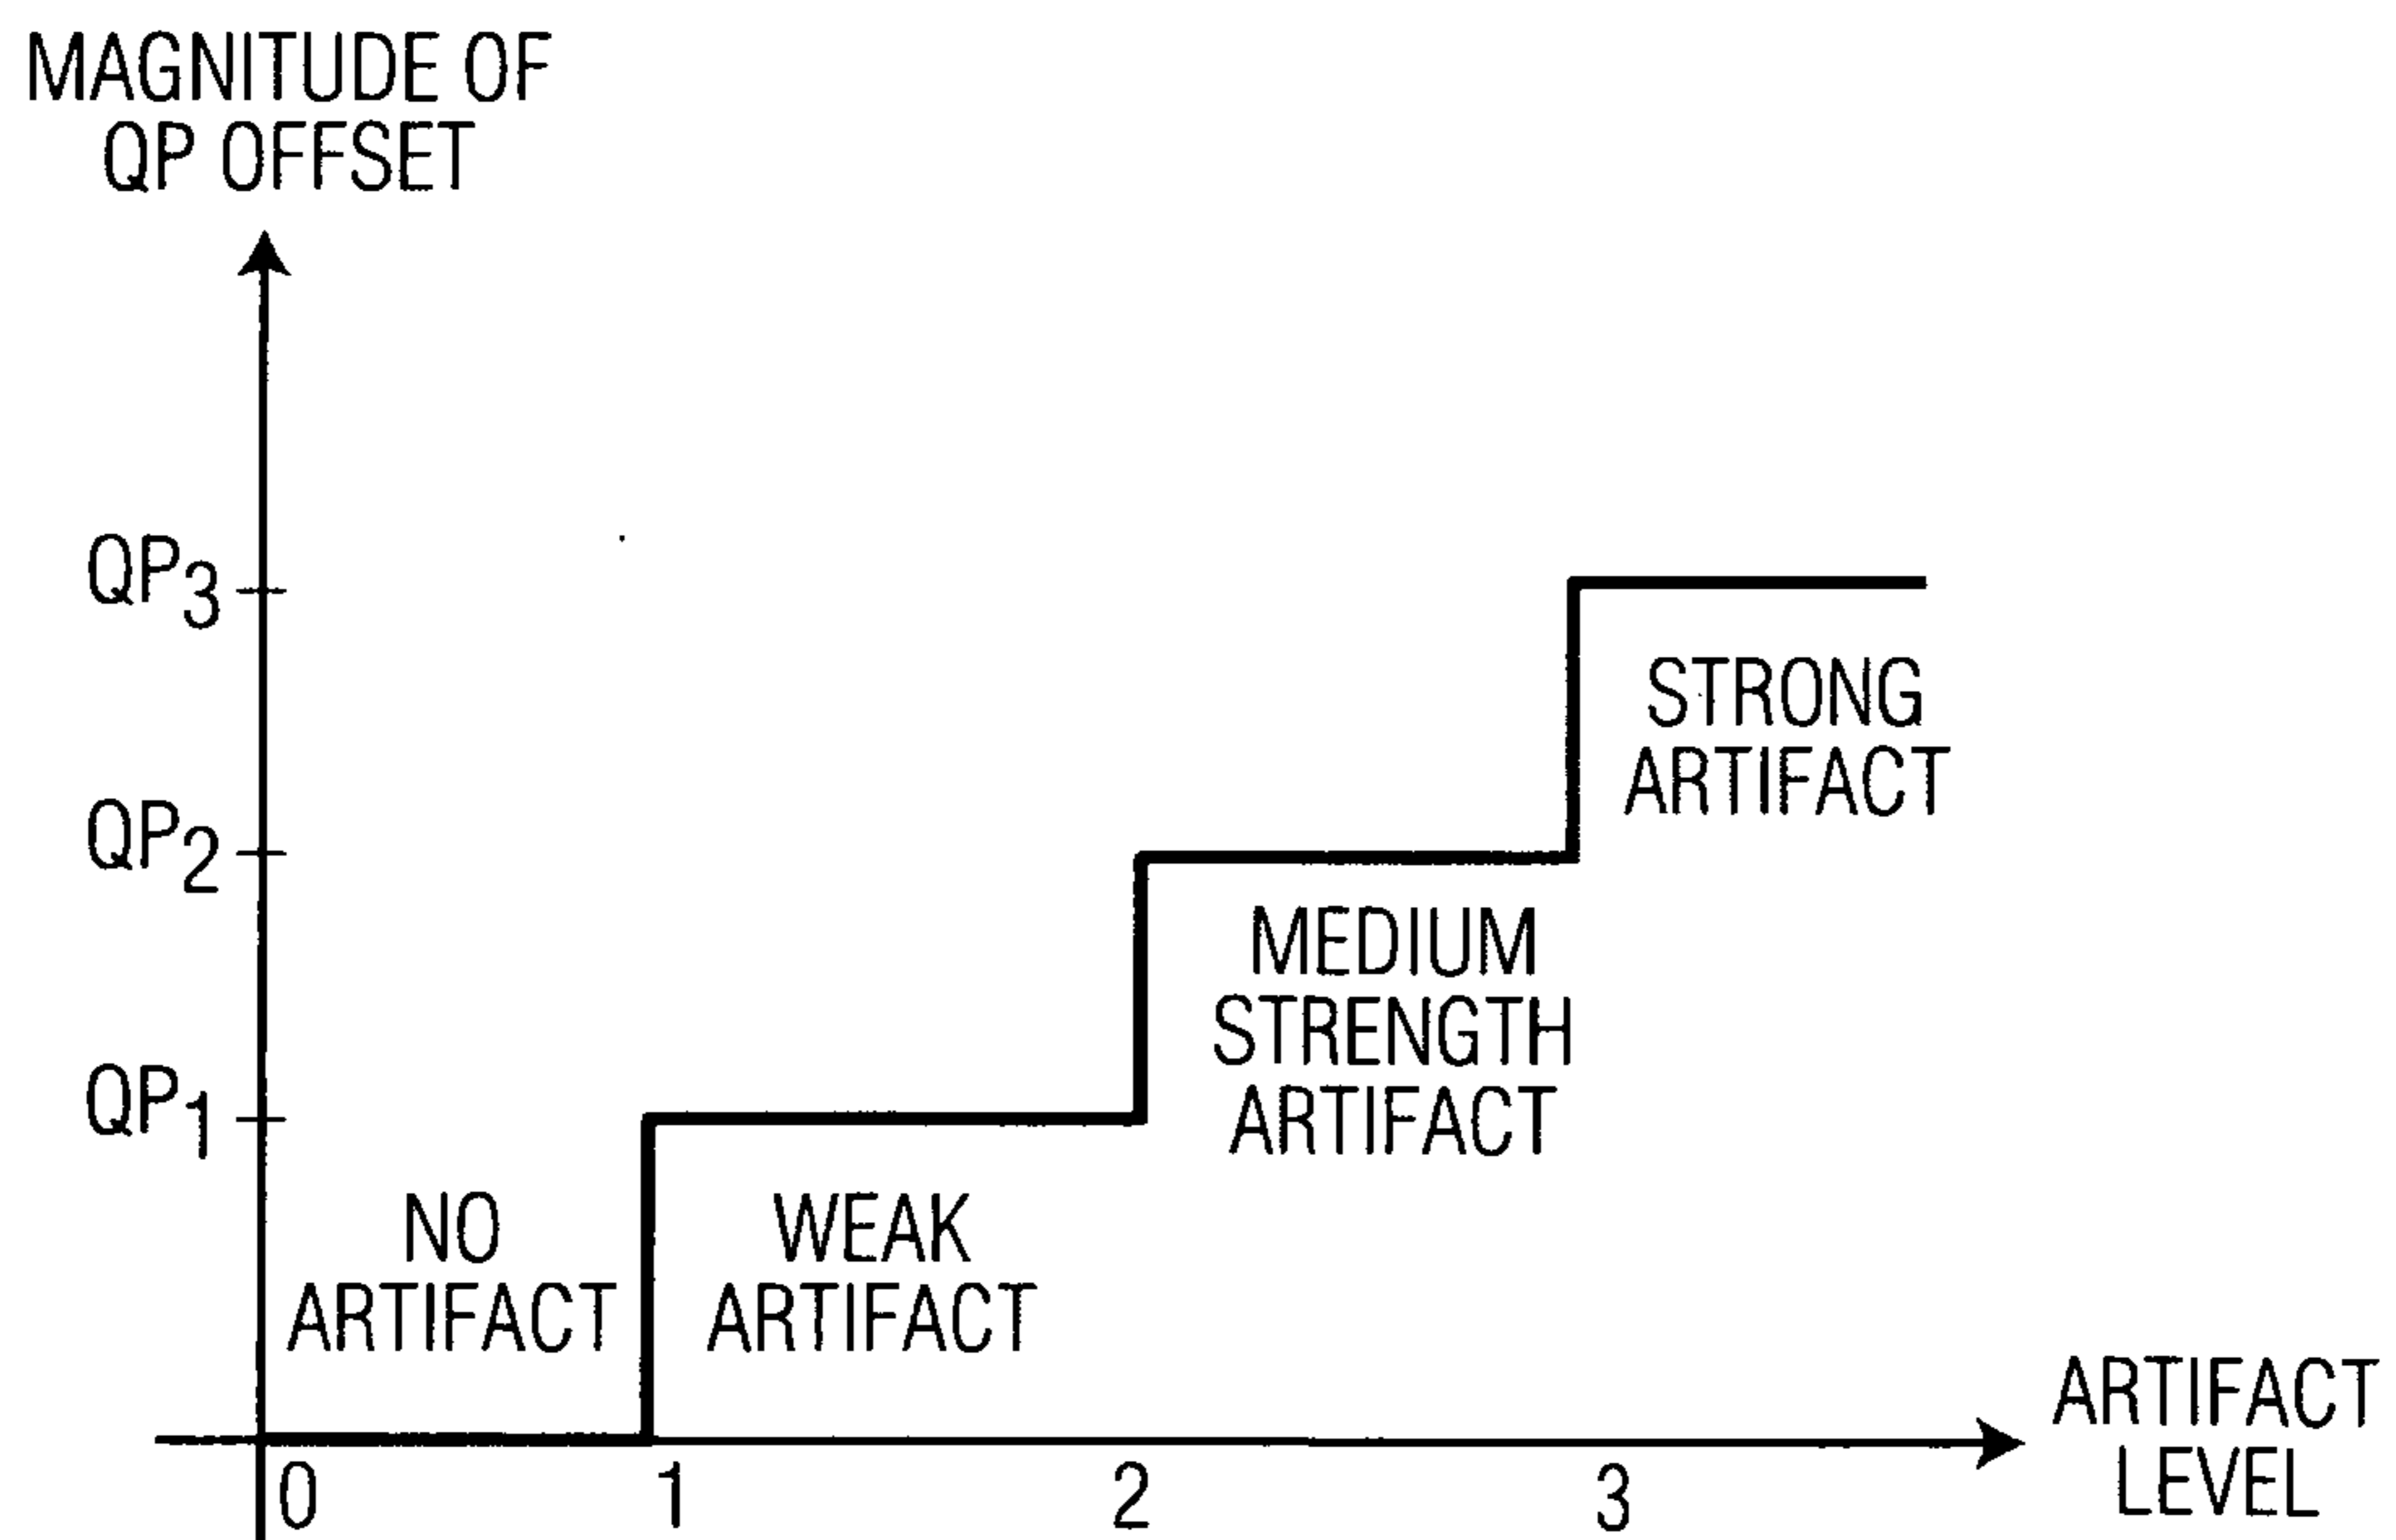 MAGNITUDE OF
QP OFFSET
QP3
STRONG
ARTIFACT
QP2
MEDIUM
STRENGTH
ARTIFACT
QP1
NO
ARTIFACT
WEAK
ARTIFACT
ARTIFACT
LEVEL
0 1 2 3